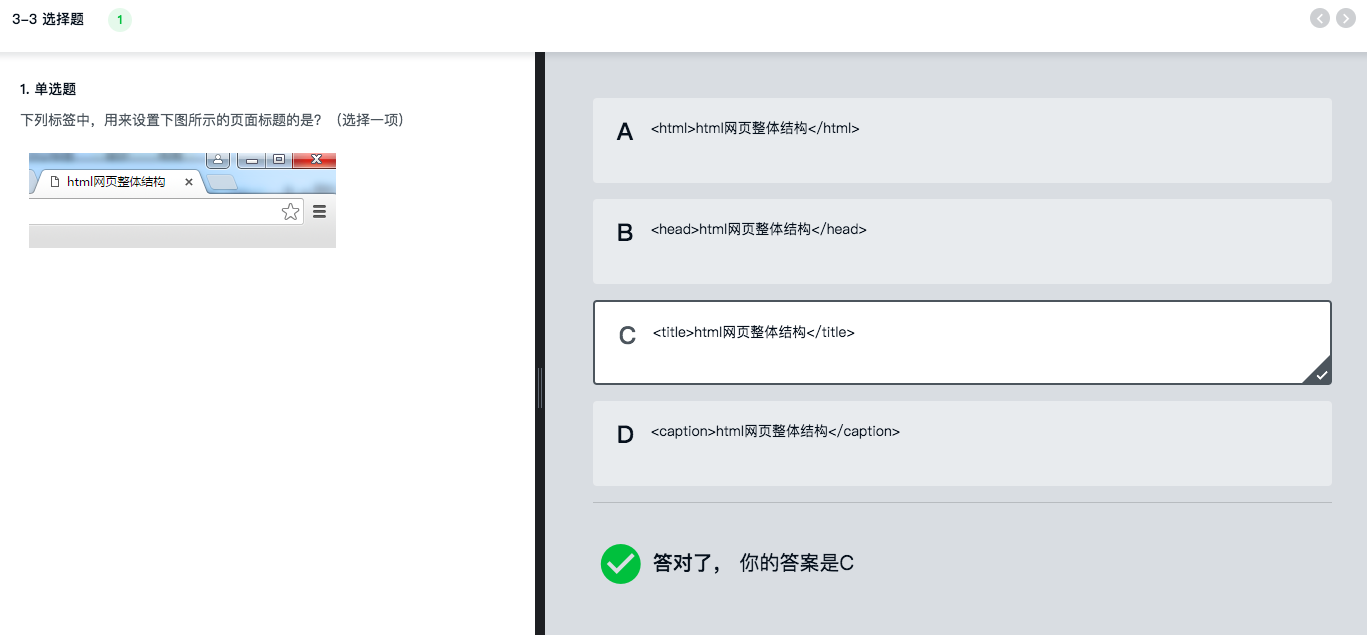 3-3 选择题 1
1. 单选题
下列标签中，用来设置下图所示的页面标题的是？（选择一项）
html网页整体结构
A <html>html网页整体结构</html>
B <head>html网页整体结构</head>
C <title>html网页整体结构</title>
D <caption>html网页整体结构</caption>
答对了， 你的答案是C